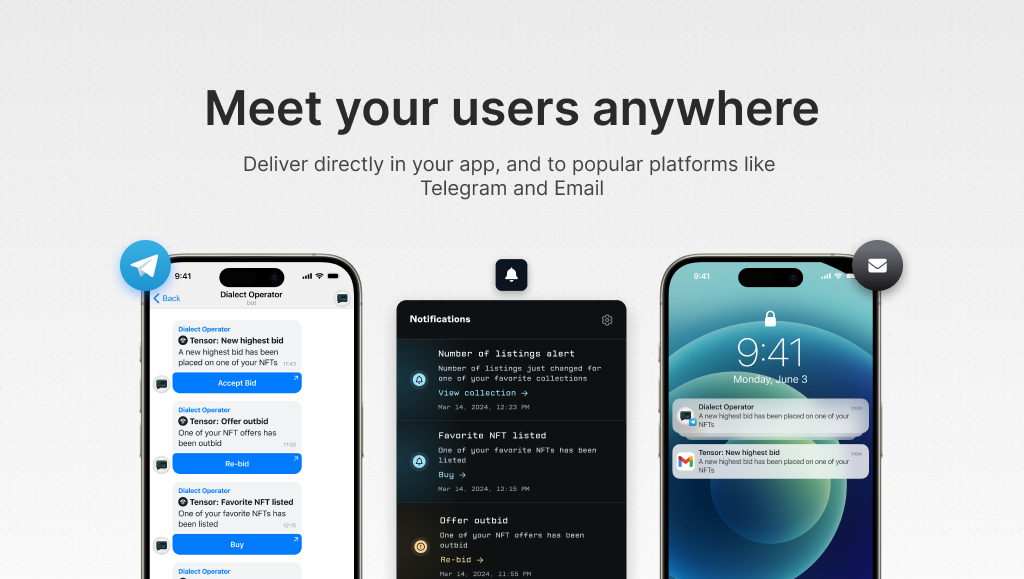 Meet your users anywhere
Deliver directly in your app, and to popular platforms like
Telegram and Email
9:41
Back
Dialect Operator
bot
Dialect Operator
Tensor: New highest bid
A new highest bid has been
placed on one of your NFTs 11:43
Accept Bid
Dialect Operator
Tensor: Offer outbid
One of your NFT offers has
been outbid 11:55
Re-bid
Dialect Operator
Tensor: Favorite NFT listed
One of your favorite NFTs has
been listed 12:15
Buy
Dialect Operator
Notifications
Number of listings alert
Number of listings just changed for
one of your favorite collections
View collection →
Mar 14, 2024, 12:23 PM
Favorite NFT listed
One of your favorite NFTs has been
listed
Buy →
Mar 14, 2024, 12:15 PM
Offer outbid
One of your NFT offers has been
outbid
Re-bid →
Mar 14, 2024, 11:55 PM
9:41
9:41
Monday, June 3
Dialect Operator now
A new highest bid has been placed on one of your
NFTs
Tensor: New highest bid now
A new highest bid has been placed on one of your
NFTs